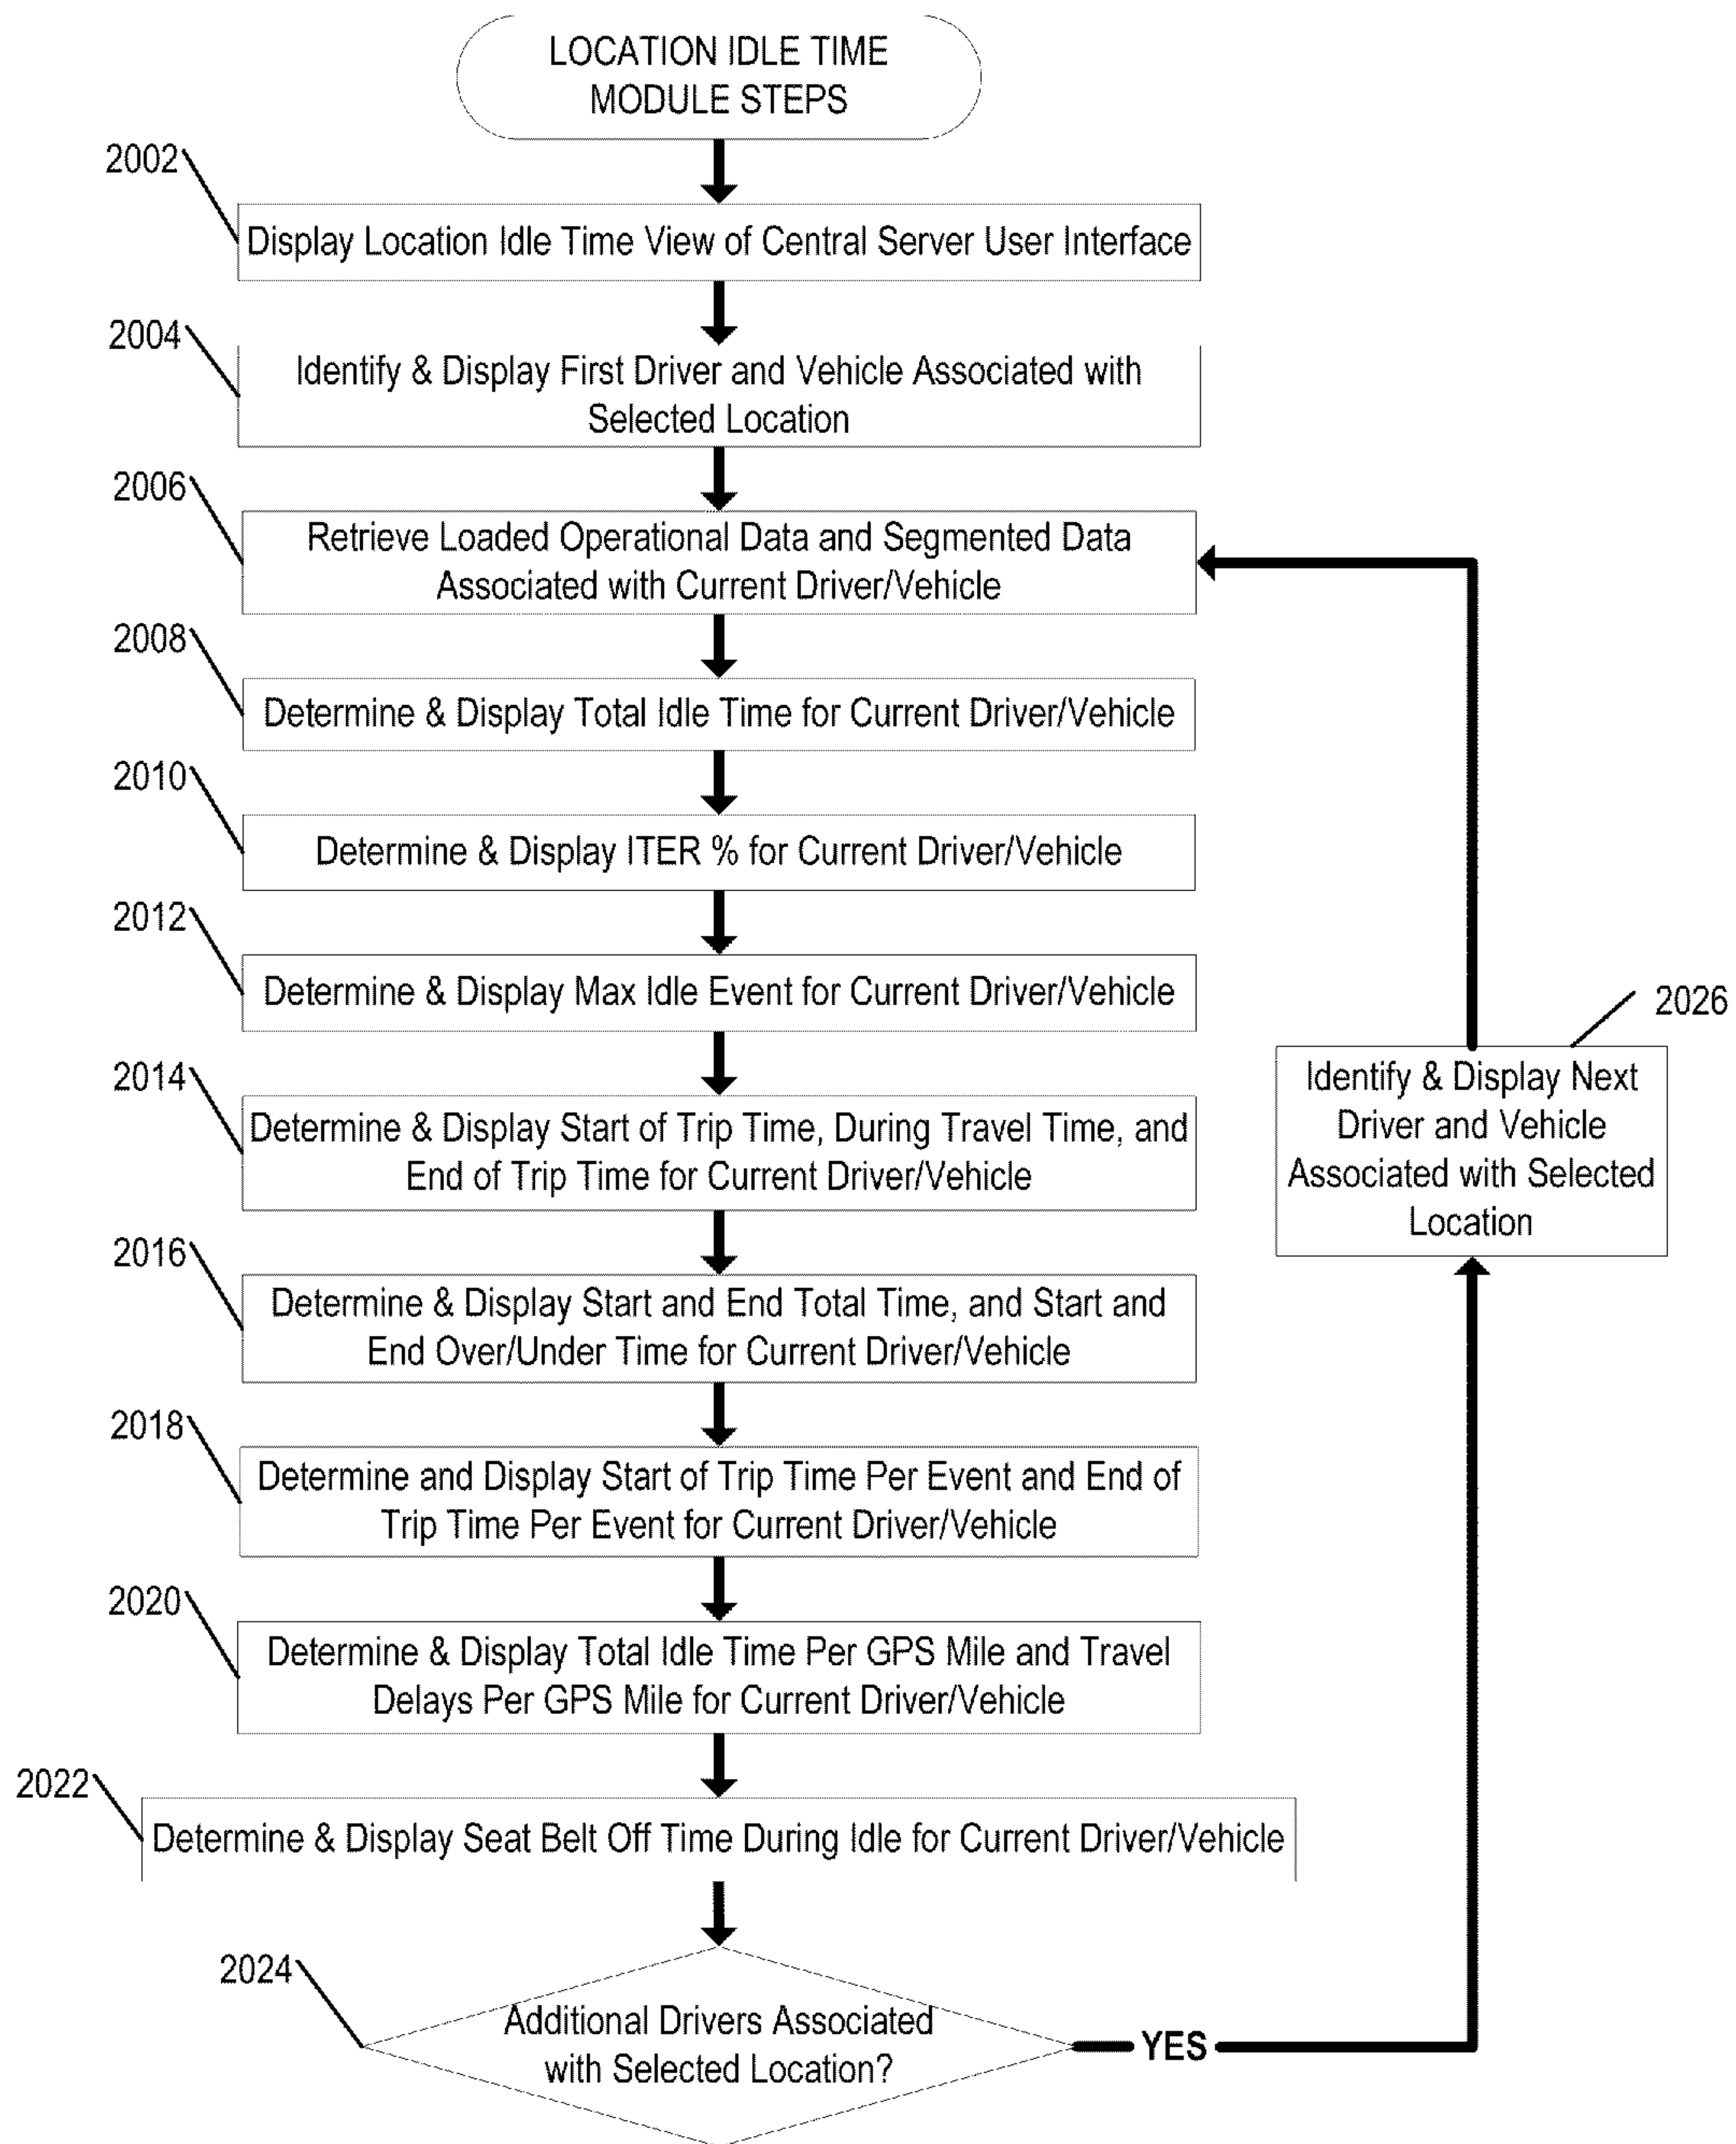 LOCATION IDLE TIME
MODULE STEPS
2002
Display Location Idle Time View of Central Server User Interface
2004
Identify & Display First Driver and Vehicle Associated with
Selected Location
2006
Retrieve Loaded Operational Data and Segmented Data
Associated with Current Driver/Vehicle
2008
Determine & Display Total Idle Time for Current Driver/Vehicle
2010
Determine & Display ITER % for Current Driver/Vehicle
2012
Determine & Display Max Idle Event for Current Driver/Vehicle
2014
Determine & Display Start of Trip Time, During Travel Time, and
End of Trip Time for Current Driver/Vehicle
2016
Determine & Display Start and End Total Time, and Start and
End Over/Under Time for Current Driver/Vehicle
2018
Determine and Display Start of Trip Time Per Event and End of
Trip Time Per Event for Current Driver/Vehicle
2020
Determine & Display Total Idle Time Per GPS Mile and Travel
Delays Per GPS Mile for Current Driver/Vehicle
2022
Determine & Display Seat Belt Off Time During Idle for Current Driver/Vehicle
2024
Additional Drivers Associated
with Selected Location?
YES
2026
Identify & Display Next
Driver and Vehicle
Associated with Selected
Location